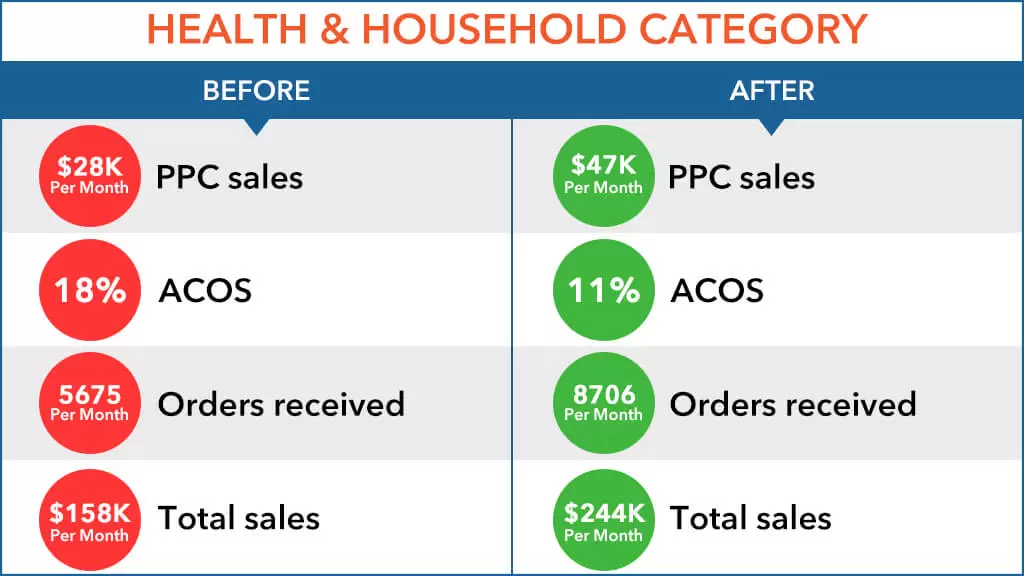 HEALTH & HOUSEHOLD CATEGORY
BEFORE
AFTER
$28K
Per Month
PPC sales
$47K
Per Month
PPC sales
18%
ACOS
11%
ACOS
5675
Per Month
Orders received
8706
Per Month
Orders received
$158K
Per Month
Total sales
$244K
Per Month
Total sales